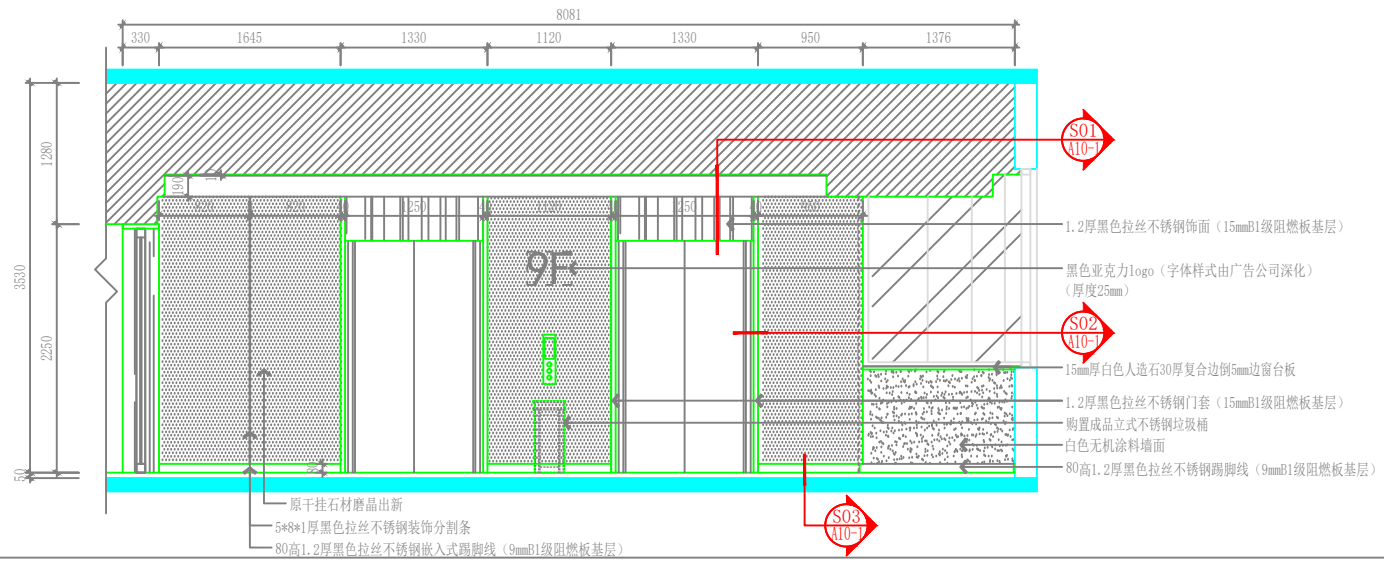 8081
330
1645
1330
1120
1330
950
1376
1280
2250
3530
50
190
12
820
820
1250
1120
1250
950
80
9F
S01
A10-1
1.2厚黑色拉丝不锈钢饰面（15mmB1级阻燃板基层）
黑色亚克力logo（字体样式由广告公司深化）
（厚度25mm）
S02
A10-1
15mm厚白色人造石30厚复合边倒5mm边窗台板
1.2厚黑色拉丝不锈钢门套（15mmB1级阻燃板基层）
购置成品立式不锈钢垃圾桶
白色无机涂料墙面
80高1.2厚黑色拉丝不锈钢踢脚线（9mmB1级阻燃板基层）
原干挂石材磨晶出新
5*8*1厚黑色拉丝不锈钢装饰分割条
80高1.2厚黑色拉丝不锈钢嵌入式踢脚线（9mmB1级阻燃板基层）
S03
A10-1